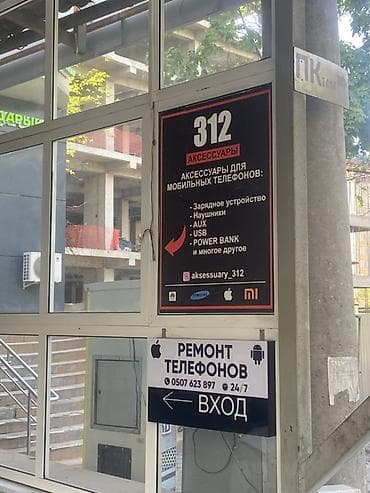 ПК
312
АКСЕССУАРЫ
АКСЕССУАРЫ ДЛЯ
МОБИЛЬНЫХ ТЕЛЕФОНОВ:
- Зарядное устройство
- Наушники
- AUX
- USB
- POWER BANK
и многое другое
aksessuary_312
SAMSUNG
mi
РЕМОНТ
ТЕЛЕФОНОВ
0507 623 897 24/7
ВХОД